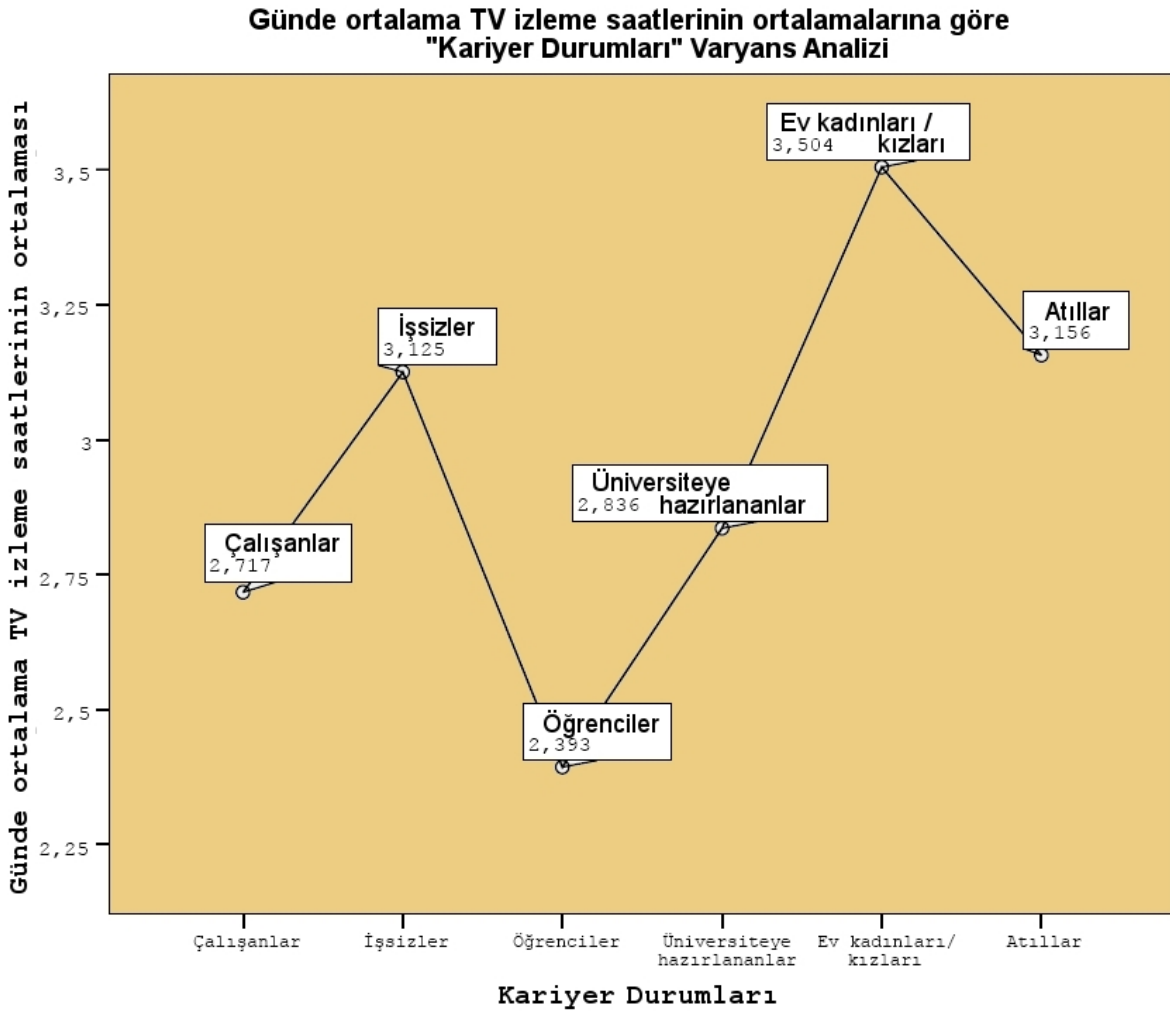 Günde ortalama TV izleme saatlerinin ortalamalarına göre
"Kariyer Durumları" Varyans Analizi
Günde ortalama TV izleme saatlerinin ortalaması
3,5
3,25
3
2,75
2,5
2,25
Çalışanlar
2,717
İşsizler
3,125
Öğrenciler
2,393
Üniversiteye
2,836 hazırlananlar
Ev kadınları /
3,504 kızları
Atıllar
3,156
Çalışanlar
İşsizler
Öğrenciler
Üniversiteye
hazırlananlar
Ev kadınları/
kızları
Atıllar
Kariyer Durumları